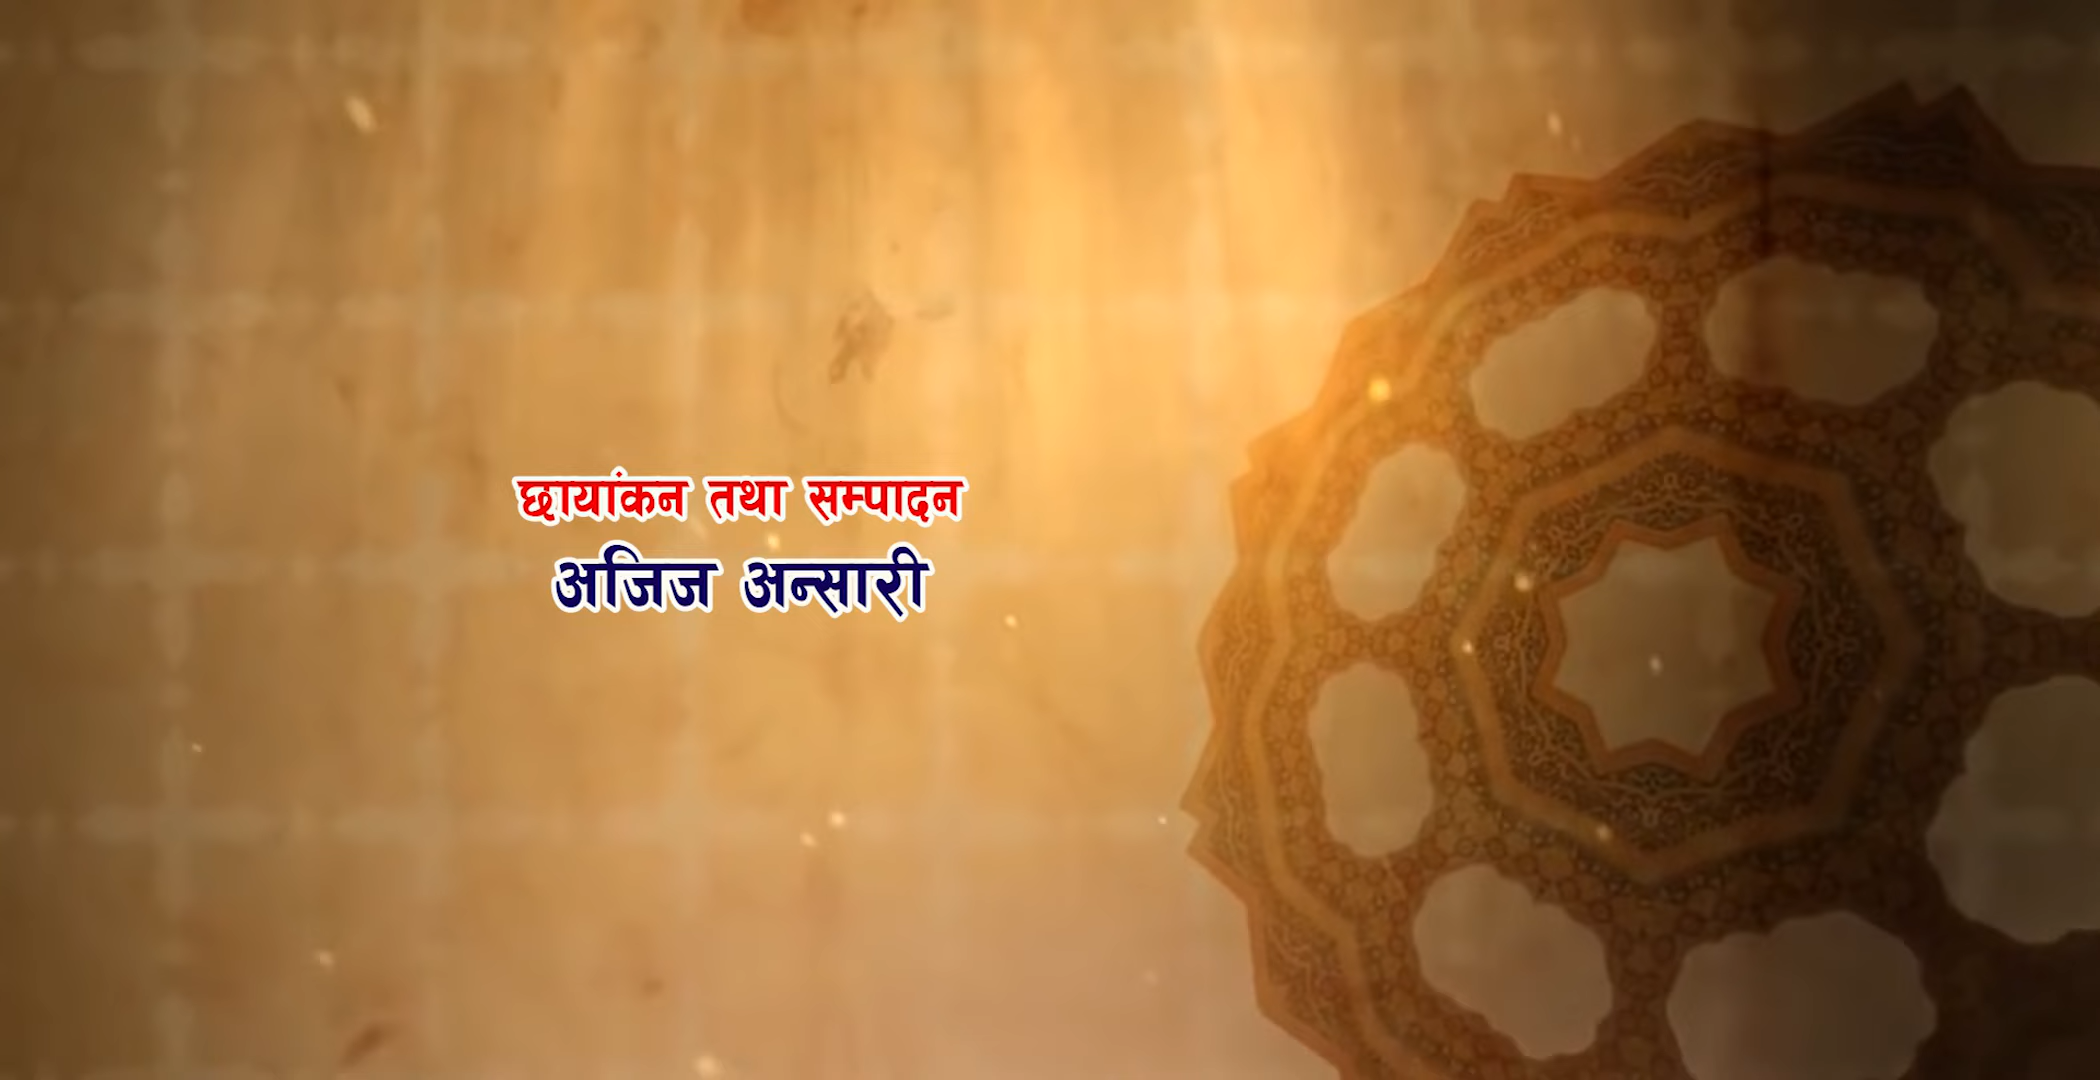 छायांकन तथा सम्पादन
अजिज अन्सारी